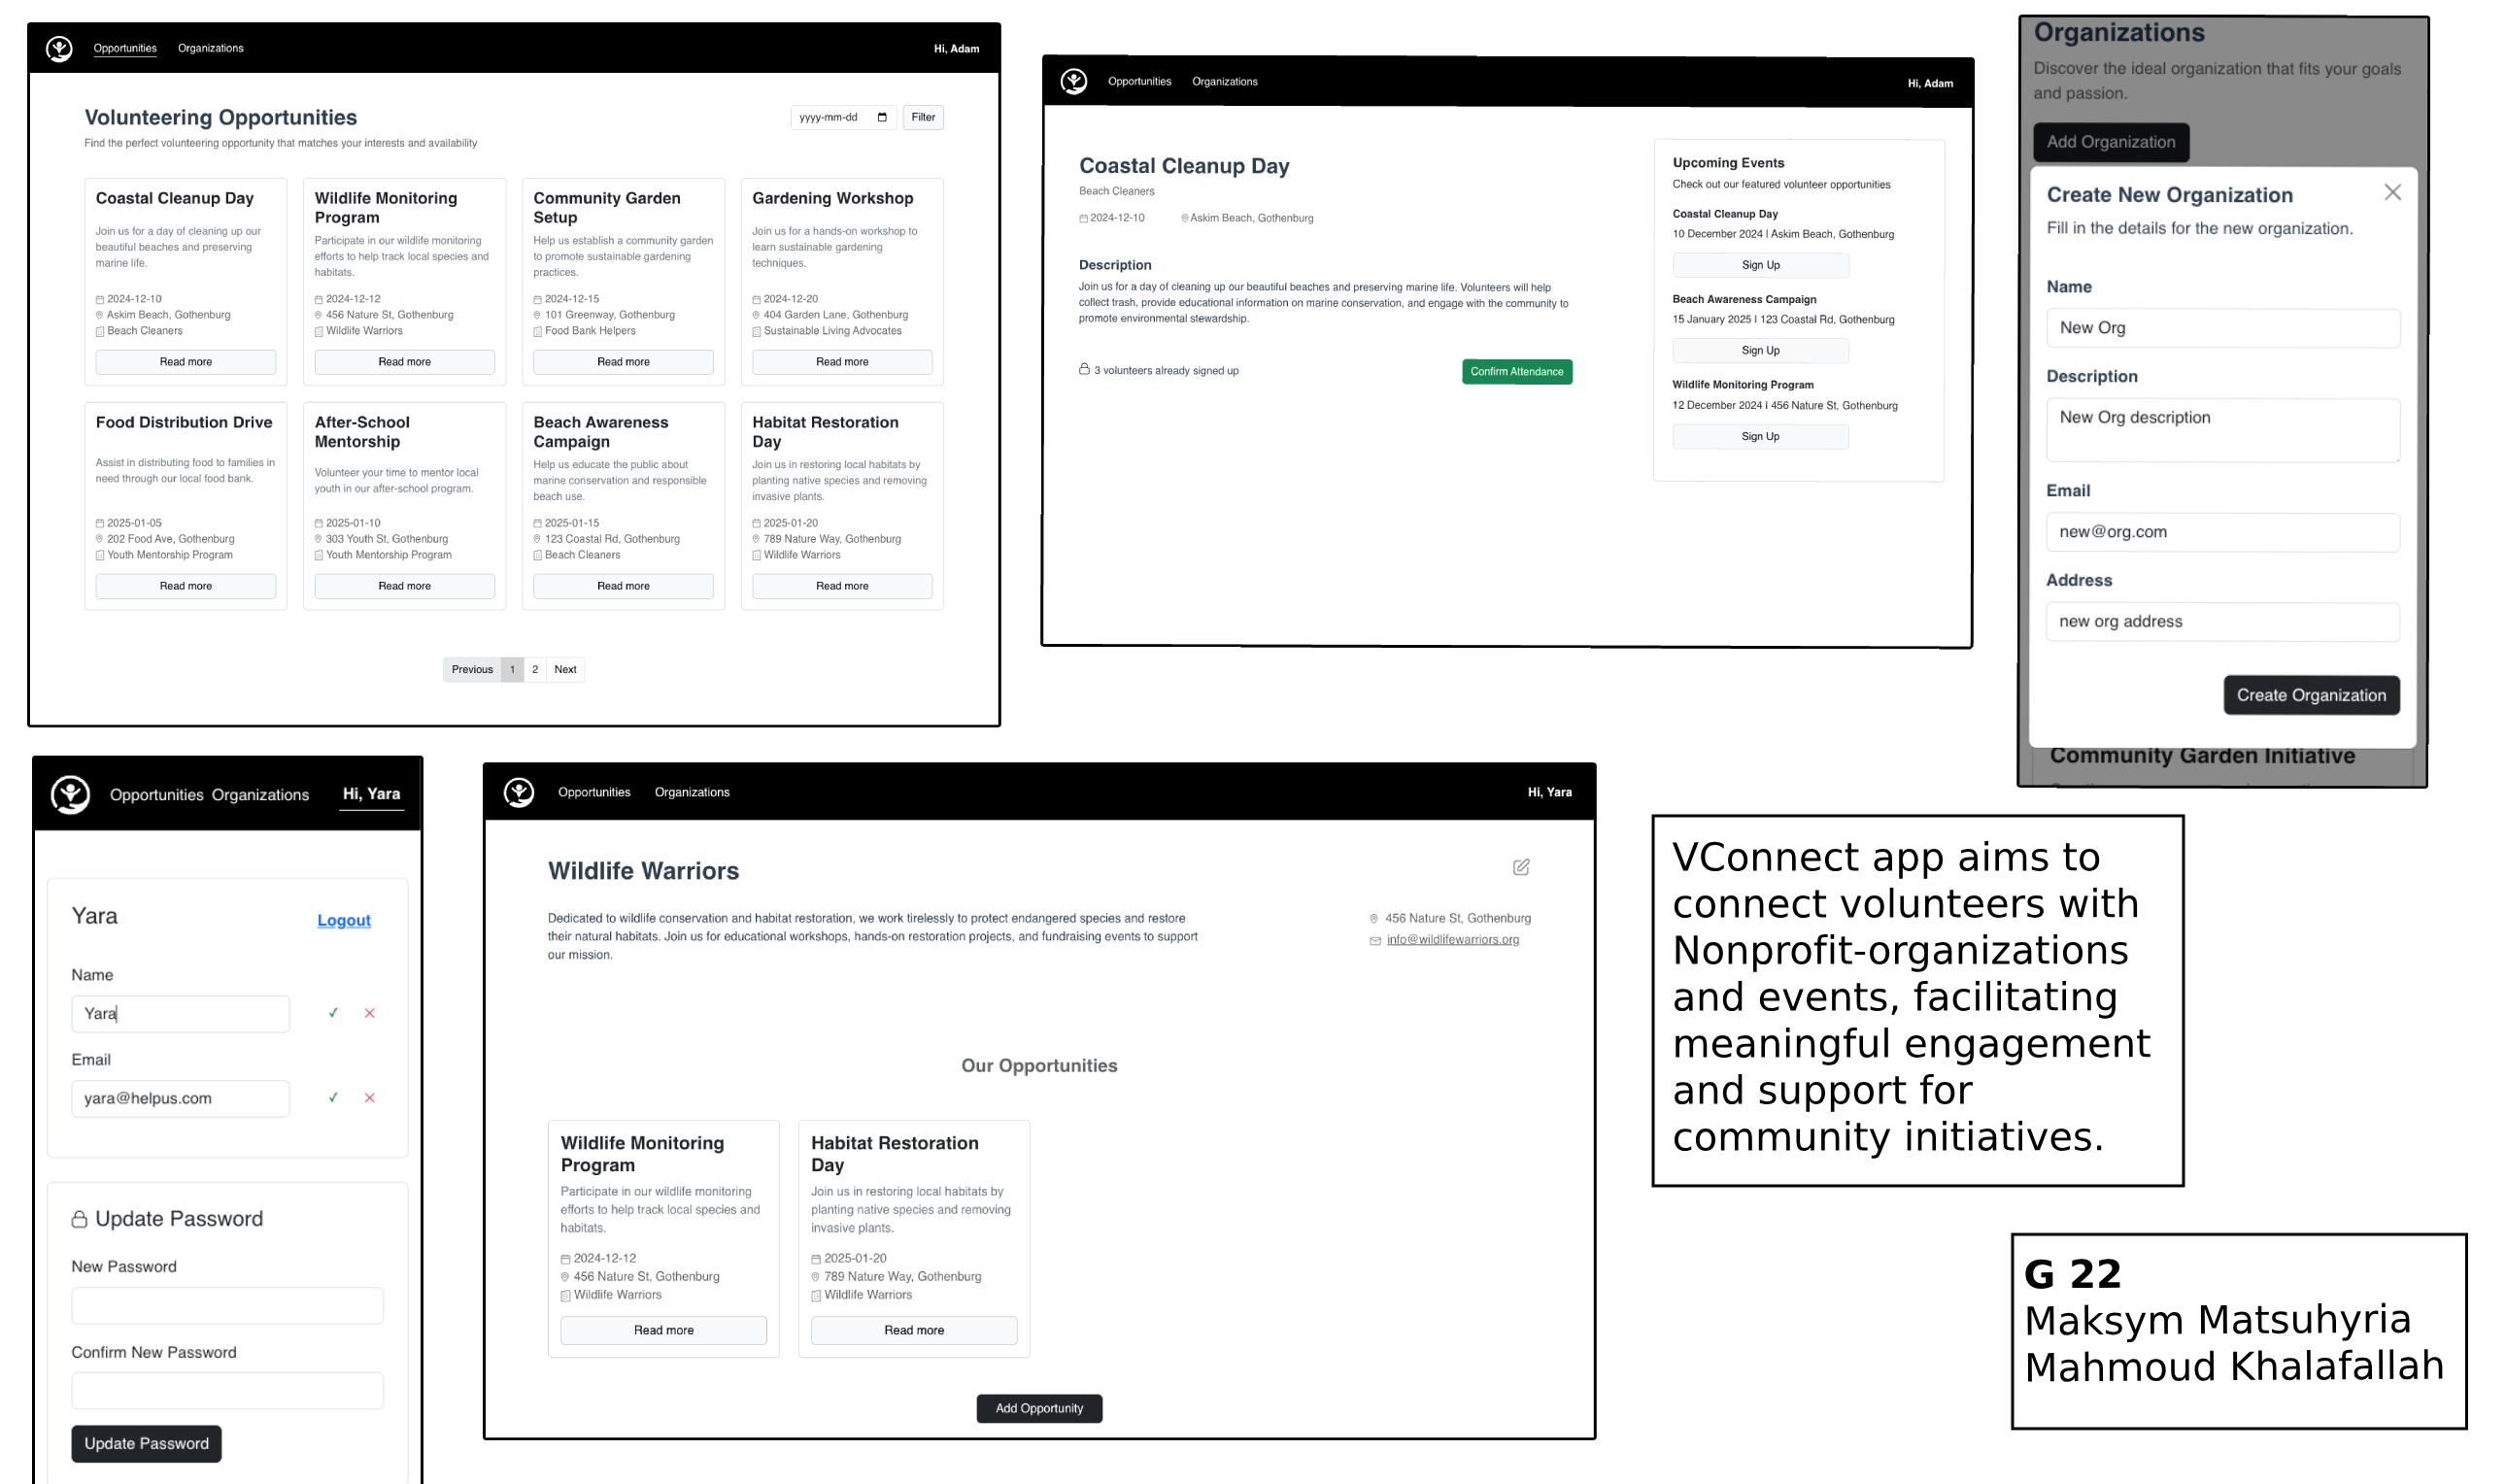 Opportunities Organizations Hi, Adam
Volunteering Opportunities
yyyy-mm-dd Filter
Find the perfect volunteering opportunity that matches your interests and availability
Coastal Cleanup Day
Join us for a day of cleaning up our
beautiful beaches and preserving
marine life.
2024-12-10
Askim Beach, Gothenburg
Beach Cleaners
Read more
Wildlife Monitoring
Program
Participate in our wildlife monitoring
efforts to help track local species and
habitats.
2024-12-12
456 Nature St, Gothenburg
Wildlife Warriors
Read more
Community Garden
Setup
Help us establish a community garden
to promote sustainable gardening
practices.
2024-12-15
101 Greenway, Gothenburg
Food Bank Helpers
Read more
Gardening Workshop
Join us for a hands-on workshop to
learn sustainable gardening
techniques.
2024-12-20
404 Garden Lane, Gothenburg
Sustainable Living Advocates
Read more
Food Distribution Drive
Assist in distributing food to families in
need through our local food bank.
2025-01-05
202 Food Ave, Gothenburg
Youth Mentorship Program
Read more
After-School
Mentorship
Volunteer your time to mentor local
youth in our after-school program.
2025-01-10
303 Youth St, Gothenburg
Youth Mentorship Program
Read more
Beach Awareness
Campaign
Help us educate the public about
marine conservation and responsible
beach use.
2025-01-15
123 Coastal Rd, Gothenburg
Beach Cleaners
Read more
Habitat Restoration
Day
Join us in restoring local habitats by
planting native species and removing
invasive plants.
2025-01-20
789 Nature Way, Gothenburg
Wildlife Warriors
Read more
Previous 1 2 Next
Opportunities Organizations Hi, Adam
Coastal Cleanup Day
Beach Cleaners
2024-12-10 Askim Beach, Gothenburg
Description
Join us for a day of cleaning up our beautiful beaches and preserving marine life. Volunteers will help
collect trash, provide educational information on marine conservation, and engage with the community to
promote environmental stewardship.
3 volunteers already signed up Confirm Attendance
Upcoming Events
Check out our featured volunteer opportunities
Coastal Cleanup Day
10 December 2024 | Askim Beach, Gothenburg
Sign Up
Beach Awareness Campaign
15 January 2025 | 123 Coastal Rd, Gothenburg
Sign Up
Wildlife Monitoring Program
12 December 2024 | 456 Nature St, Gothenburg
Sign Up
Organizations
Discover the ideal organization that fits your goals
and passion.
Add Organization
Create New Organization
Fill in the details for the new organization.
Name
New Org
Description
New Org description
Email
new@org.com
Address
new org address
Create Organization
Community Garden Initiative
Opportunities Organizations Hi, Yara
Yara Logout
Name
Yara
Email
yara@helpus.com
Update Password
New Password
Confirm New Password
Update Password
Opportunities Organizations Hi, Yara
Wildlife Warriors
Dedicated to wildlife conservation and habitat restoration, we work tirelessly to protect endangered species and restore
their natural habitats. Join us for educational workshops, hands-on restoration projects, and fundraising events to support
our mission.
456 Nature St, Gothenburg
info@wildlifewarriors.org
Our Opportunities
Wildlife Monitoring
Program
Participate in our wildlife monitoring
efforts to help track local species and
habitats.
2024-12-12
456 Nature St, Gothenburg
Wildlife Warriors
Read more
Habitat Restoration
Day
Join us in restoring local habitats by
planting native species and removing
invasive plants.
2025-01-20
789 Nature Way, Gothenburg
Wildlife Warriors
Read more
Add Opportunity
VConnect app aims to
connect volunteers with
Nonprofit-organizations
and events, facilitating
meaningful engagement
and support for
community initiatives.
G 22
Maksym Matsuhyria
Mahmoud Khalafallah